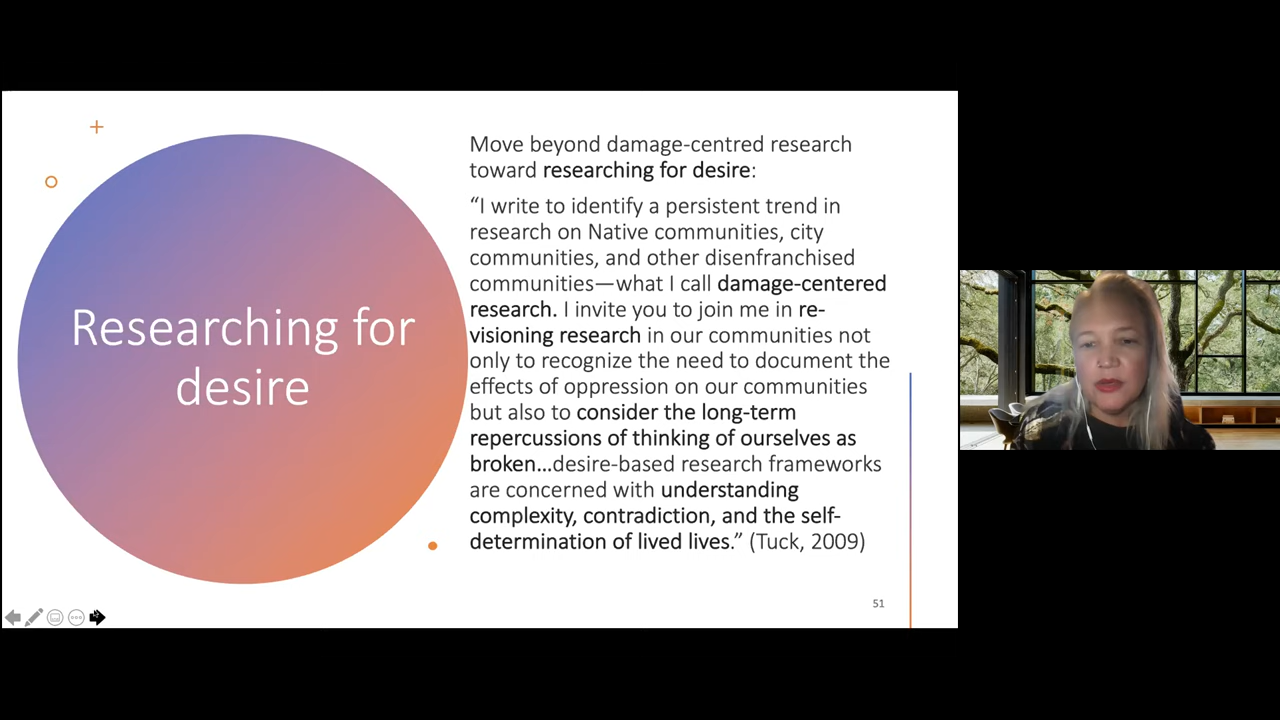 Researching for
desire
Move beyond damage-centred research
toward researching for desire:
“I write to identify a persistent trend in
research on Native communities, city
communities, and other disenfranchised
communities—what I call damage-centered
research. I invite you to join me in re-
visioning research in our communities not
only to recognize the need to document the
effects of oppression on our communities
but also to consider the long-term
repercussions of thinking of ourselves as
broken…desire-based research frameworks
are concerned with understanding
complexity, contradiction, and the self-
determination of lived lives.” (Tuck, 2009)
51